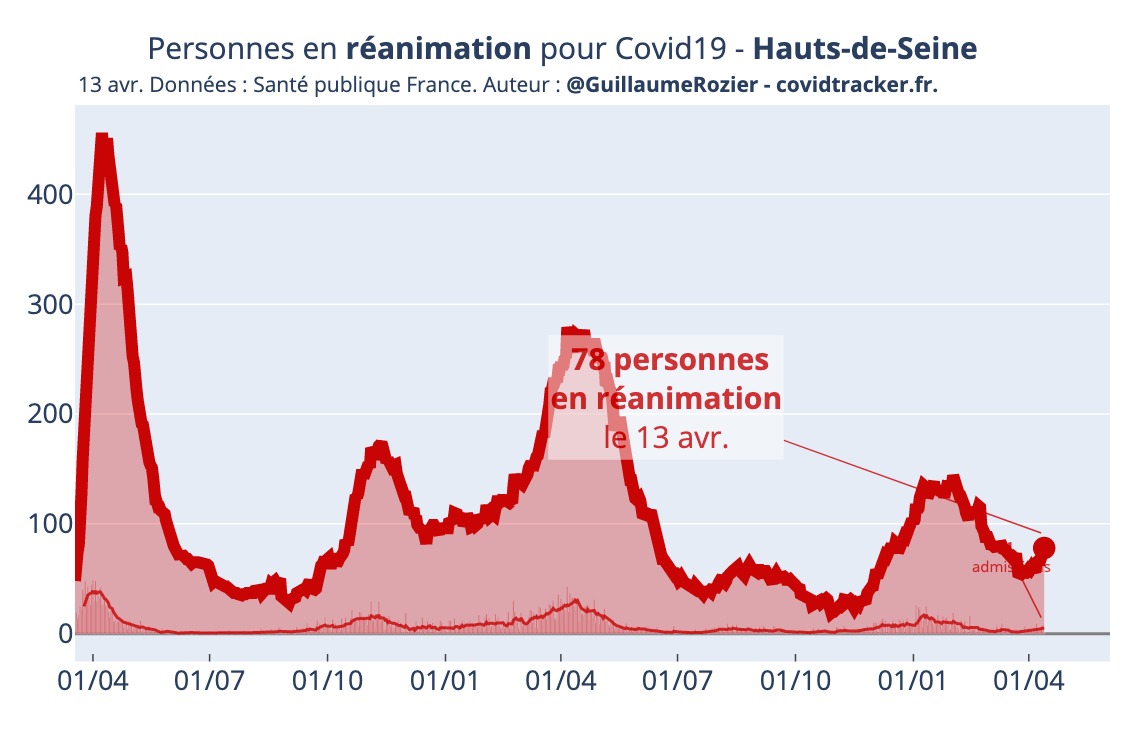 Personnes en réanimation pour Covid19 - Hauts-de-Seine
13 avr. Données : Santé publique France. Auteur : @GuillaumeRozier - covidtracker.fr.
400
300
200
100
0
78 personnes
en réanimation
le 13 avr.
01/04 01/07 01/10 01/01 01/04 01/07 01/10 01/01 01/04